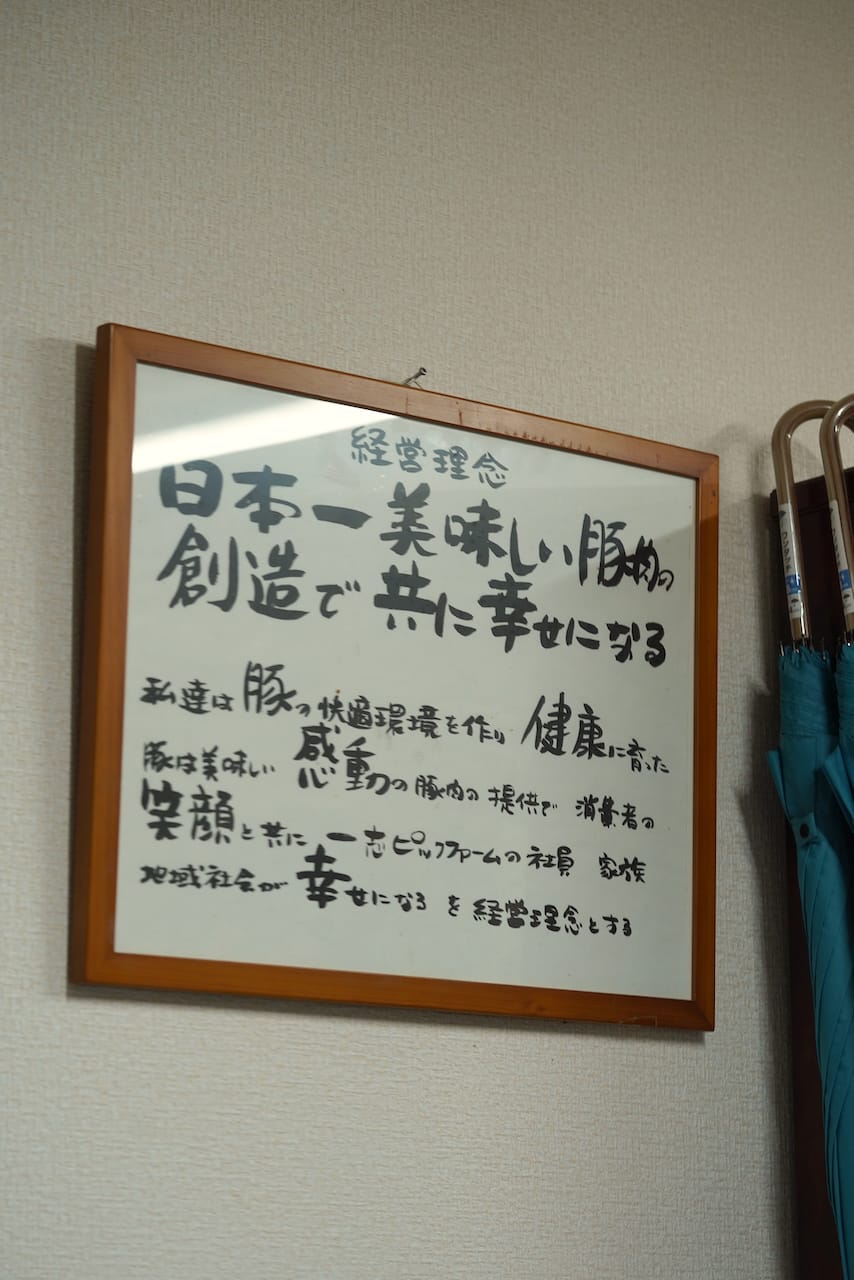 経営理念
日本一美味しい豚肉の
創造で共に幸せになる
私達は豚の快適環境を作り 健康に育った
豚は美味しい 感動の豚肉の提供で 消費者の
笑顔と共に 一志ピッグファームの社員 家族
地域社会が幸せになる を経営理念とする